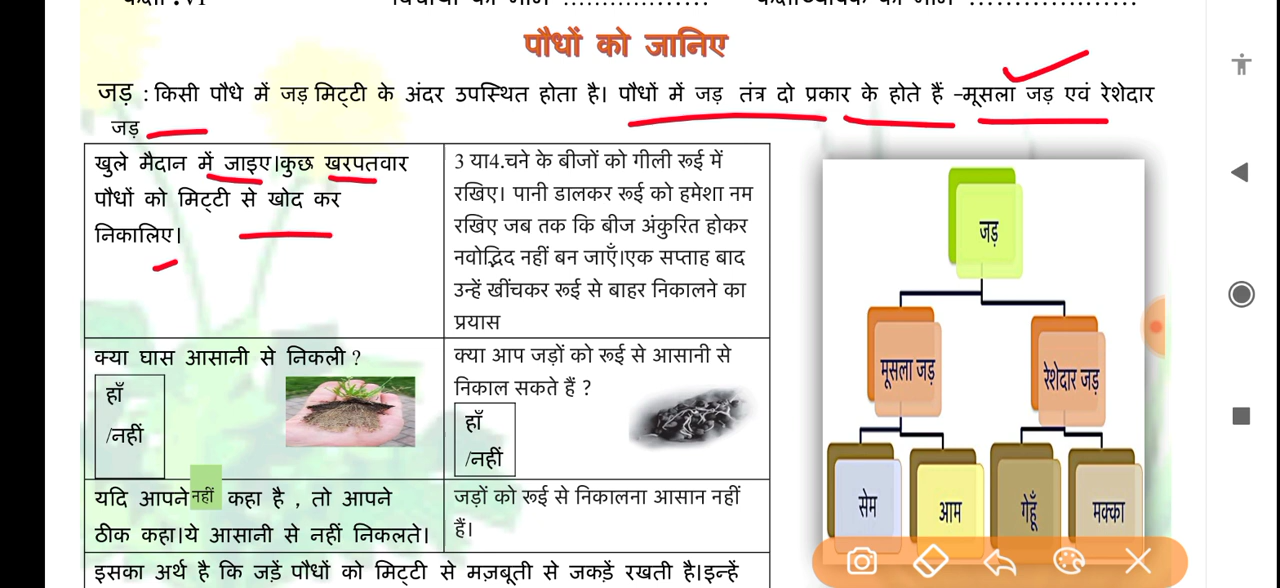 पौधों को जानिए
जड़ : किसी पौधे में जड़ मिट्टी के अंदर उपस्थित होता है। पौधों में जड़ तंत्र दो प्रकार के होते हैं –मूसला जड़ एवं रेशेदार
जड़
खुले मैदान में जाइए।कुछ खरपतवार
पौधों को मिट्टी से खोद कर
निकालिए।
3 या4.चने के बीजों को गीली रूई में
रखिए। पानी डालकर रूई को हमेशा नम
रखिए जब तक कि बीज अंकुरित होकर
नवोद्भिद नहीं बन जाएँ।एक सप्ताह बाद
उन्हें खींचकर रूई से बाहर निकालने का
प्रयास
क्या घास आसानी से निकली ?
हाँ
/नहीं
क्या आप जड़ों को रूई से आसानी से
निकाल सकते हैं ?
हाँ
/नहीं
यदि आपने नहीं कहा है , तो आपने
ठीक कहा।ये आसानी से नहीं निकलते।
जड़ों को रूई से निकालना आसान नहीं
हैं।
इसका अर्थ है कि जड़ें पौधों को मिट्टी से मज़बूती से जकड़ें रखती है।इन्हें
जड़
मूसला जड़
रेशेदार जड़
सेम
आम
गेहूँ
मक्का